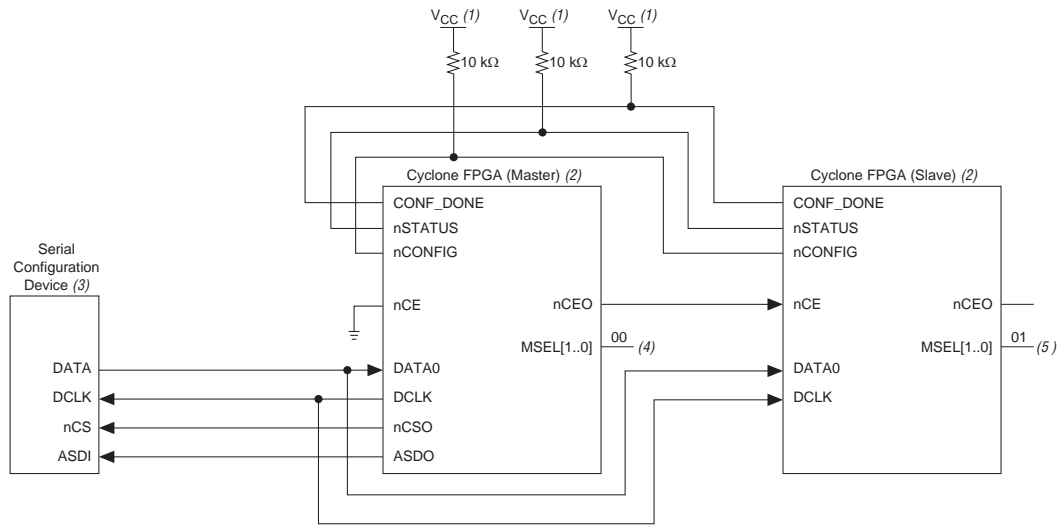 VCC (1)
VCC (1)
VCC (1)
10 kΩ
10 kΩ
10 kΩ
Cyclone FPGA (Master) (2)
CONF_DONE
nSTATUS
nCONFIG
nCE
nCEO
MSEL[1..0]
00
(4)
DATA0
DCLK
nCSO
ASDO
Cyclone FPGA (Slave) (2)
CONF_DONE
nSTATUS
nCONFIG
nCE
nCEO
MSEL[1..0]
01
(5 )
DATA0
DCLK
Serial
Configuration
Device (3)
DATA
DCLK
nCS
ASDI